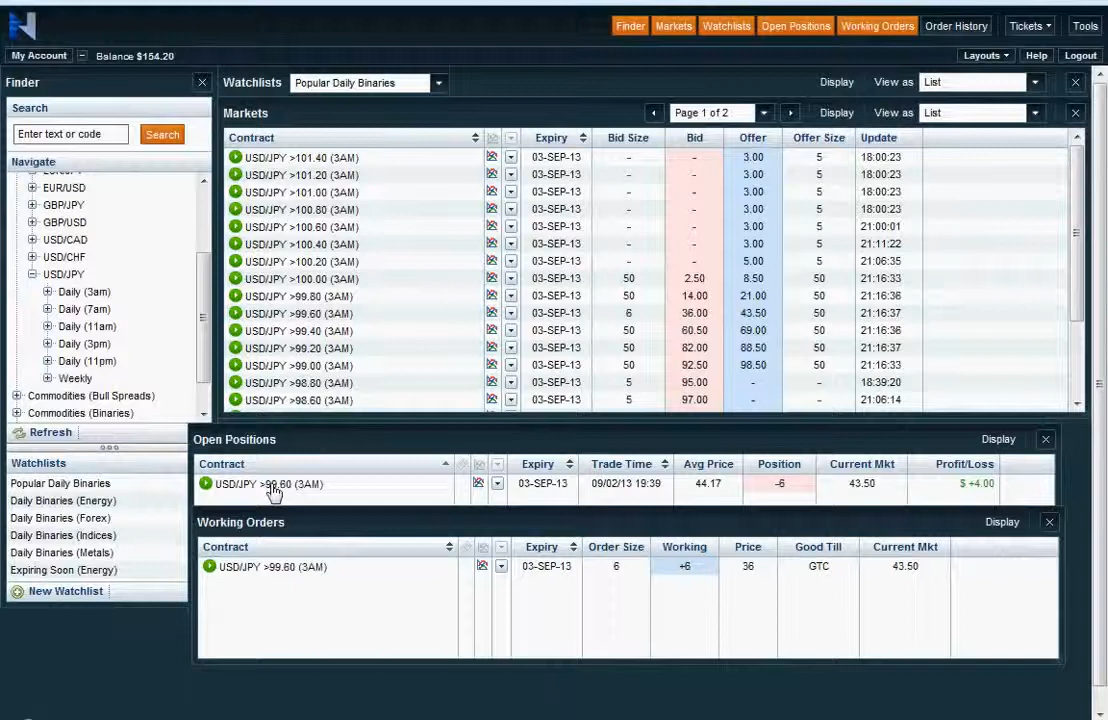 Finder Markets Watchlists Open Positions Working Orders Order History Tickets Tools
My Account Balance $154.20 Layouts Help Logout
Finder
Search
Enter text or code Search
Navigate
EUR/USD
GBP/JPY
GBP/USD
USD/CAD
USD/CHF
USD/JPY
Daily (3am)
Daily (7am)
Daily (11am)
Daily (3pm)
Daily (11pm)
Weekly
Commodities (Bull Spreads)
Commodities (Binaries)
Refresh
Watchlists
Popular Daily Binaries
Daily Binaries (Energy)
Daily Binaries (Forex)
Daily Binaries (Indices)
Daily Binaries (Metals)
Expiring Soon (Energy)
New Watchlist
Watchlists Popular Daily Binaries Display View as List
Markets Page 1 of 2 Display View as List
Contract Expiry Bid Size Bid Offer Offer Size Update
USD/JPY >101.40 (3AM) 03-SEP-13 - - 3.00 5 18:00:23
USD/JPY >101.20 (3AM) 03-SEP-13 - - 3.00 5 18:00:23
USD/JPY >101.00 (3AM) 03-SEP-13 - - 3.00 5 18:00:23
USD/JPY >100.80 (3AM) 03-SEP-13 - - 3.00 5 18:00:23
USD/JPY >100.60 (3AM) 03-SEP-13 - - 3.00 5 21:00:01
USD/JPY >100.40 (3AM) 03-SEP-13 - - 3.00 5 21:11:22
USD/JPY >100.20 (3AM) 03-SEP-13 - - 5.00 5 21:06:35
USD/JPY >100.00 (3AM) 03-SEP-13 50 2.50 8.50 50 21:16:33
USD/JPY >99.80 (3AM) 03-SEP-13 50 14.00 21.00 50 21:16:36
USD/JPY >99.60 (3AM) 03-SEP-13 6 36.00 43.50 50 21:16:37
USD/JPY >99.40 (3AM) 03-SEP-13 50 60.50 69.00 50 21:16:36
USD/JPY >99.20 (3AM) 03-SEP-13 50 82.00 88.50 50 21:16:37
USD/JPY >99.00 (3AM) 03-SEP-13 50 92.50 98.50 50 21:16:33
USD/JPY >98.80 (3AM) 03-SEP-13 5 95.00 - - 18:39:20
USD/JPY >98.60 (3AM) 03-SEP-13 5 97.00 - - 21:06:14
Open Positions Display
Contract Expiry Trade Time Avg Price Position Current Mkt Profit/Loss
USD/JPY >99.60 (3AM) 03-SEP-13 09/02/13 19:39 44.17 -6 43.50 $ +4.00
Working Orders Display
Contract Expiry Order Size Working Price Good Till Current Mkt
USD/JPY >99.60 (3AM) 03-SEP-13 6 +6 36 GTC 43.50